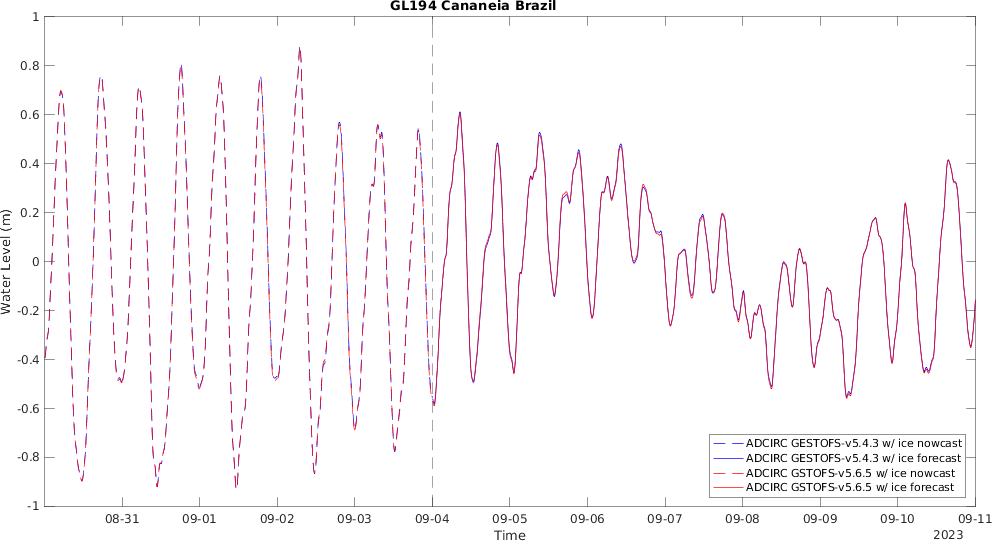 GL194 Cananeia Brazil
1
0.8
0.6
0.4
0.2
0
-0.2
-0.4
-0.6
-0.8
-1
Water Level (m)
ADCIRC GESTOFS-v5.4.3 w/ ice nowcast
ADCIRC GESTOFS-v5.4.3 w/ ice forecast
ADCIRC GSTOFS-v5.6.5 w/ ice nowcast
ADCIRC GSTOFS-v5.6.5 w/ ice forecast
08-31 09-01 09-02 09-03 09-04 09-05 09-06 09-07 09-08 09-09 09-10 09-11
Time
2023